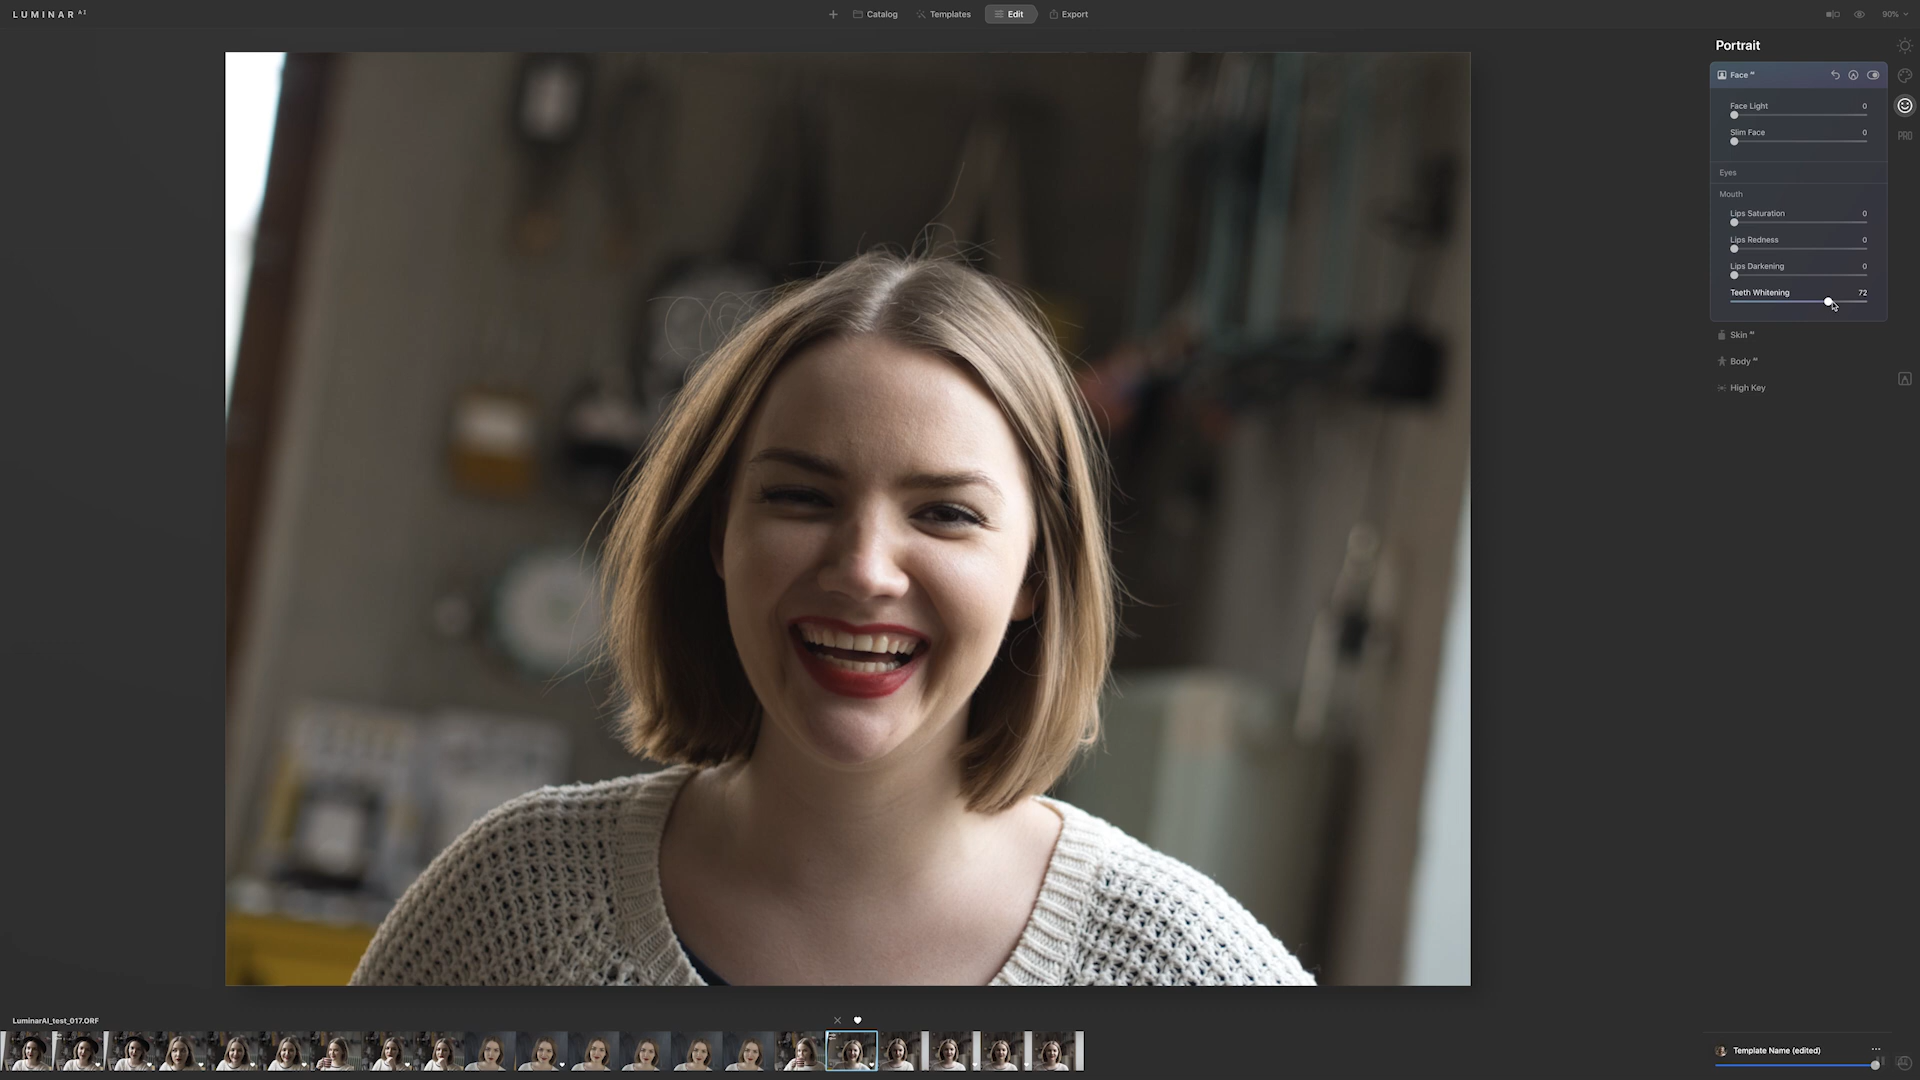 LUMINAR AI
Catalog
Templates
Edit
Export
90%
Portrait
Face AI
Face Light 0
Slim Face 0
Eyes
Mouth
Lips Saturation 0
Lips Redness 0
Lips Darkening 0
Teeth Whitening 72
Skin AI
Body AI
High Key
PRO
LuminarAI_test_017.ORF
Template Name (edited)